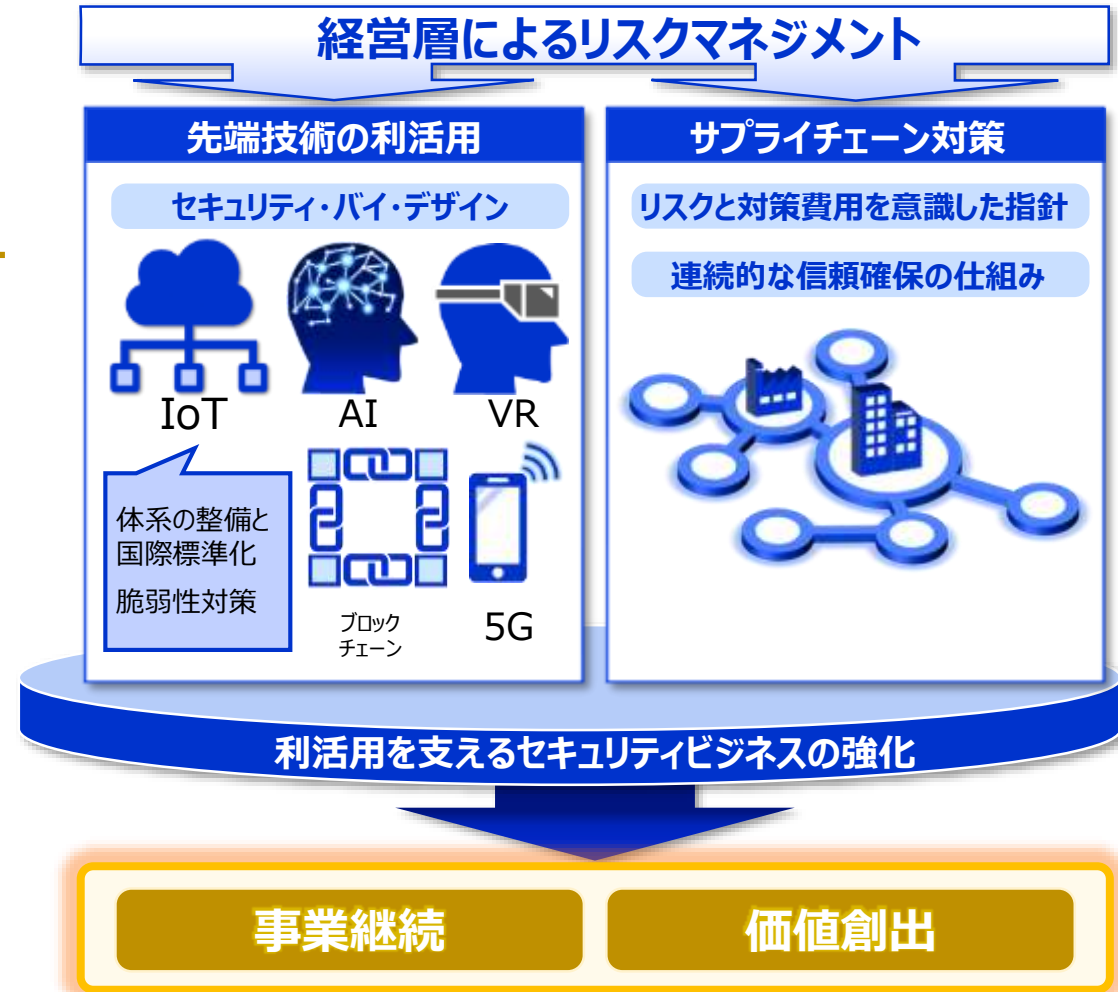 経営層によるリスクマネジメント
先端技術の利活用
セキュリティ・バイ・デザイン
IoT
AI
VR
体系の整備と
国際標準化
脆弱性対策
ブロック
チェーン
5G
サプライチェーン対策
リスクと対策費用を意識した指針
連続的な信頼確保の仕組み
利活用を支えるセキュリティビジネスの強化
事業継続
価値創出